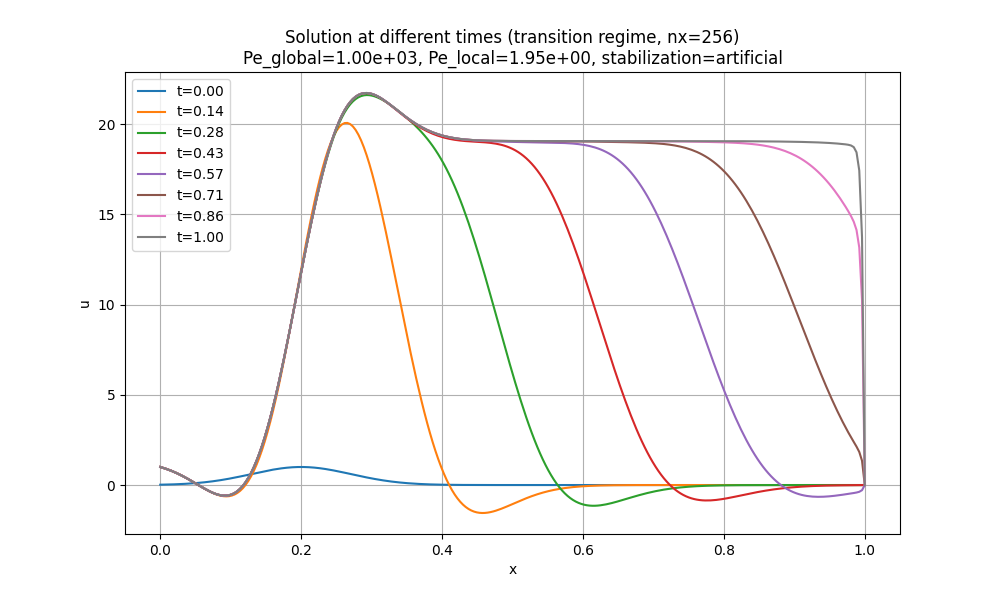 Solution at different times (transition regime, nx=256)
Pe_global=1.00e+03, Pe_local=1.95e+00, stabilization=artificial
t=0.00
t=0.14
t=0.28
t=0.43
t=0.57
t=0.71
t=0.86
t=1.00
u
20
15
10
5
0
0.0 0.2 0.4 0.6 0.8 1.0
x